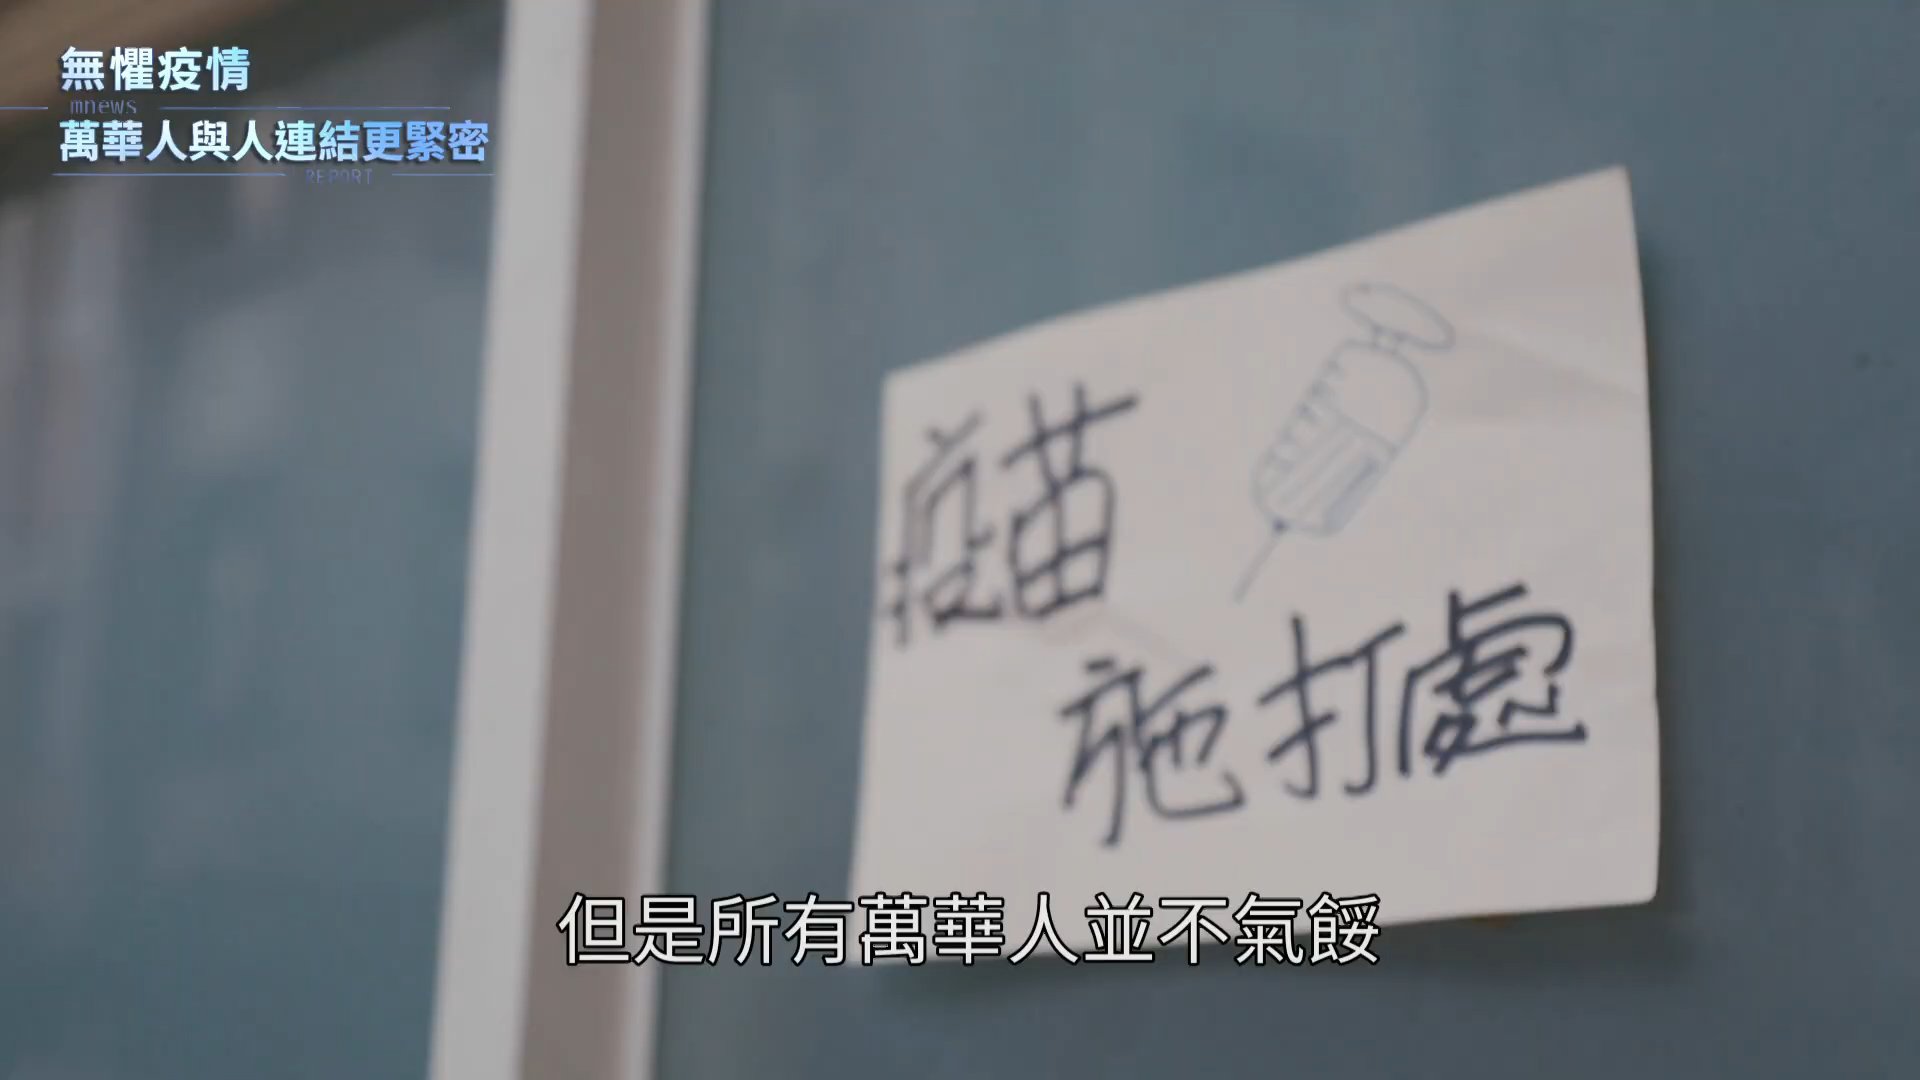 無懼疫情
mnews
萬華人與人連結更緊密
REPORT
疫苗
施打處
但是所有萬華人並不氣餒